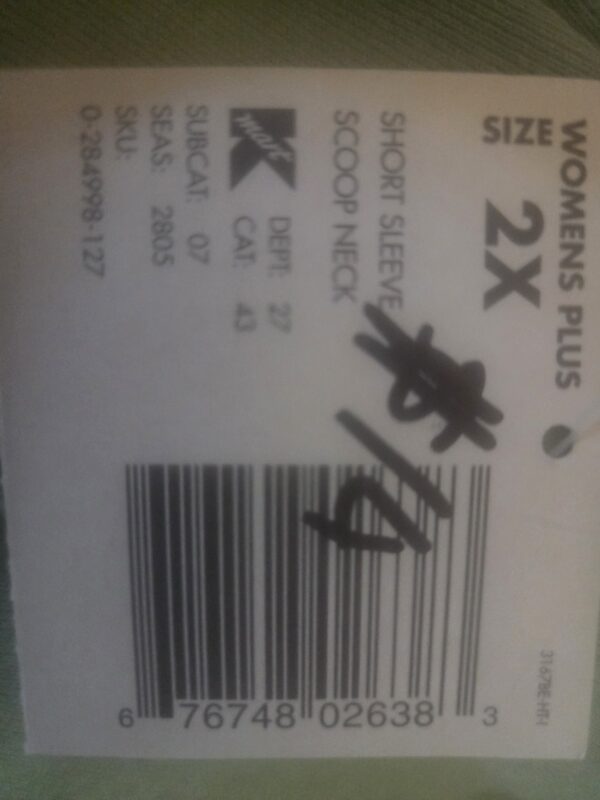 WOMENS PLUS
SIZE 2X
SHORT SLEEVE
SCOOP NECK
$14
K mart
DEPT: 27
CAT: 43
SUBCAT: 07
SEAS: 2805
SKU:
0-284998-127
6 76748 02638 3